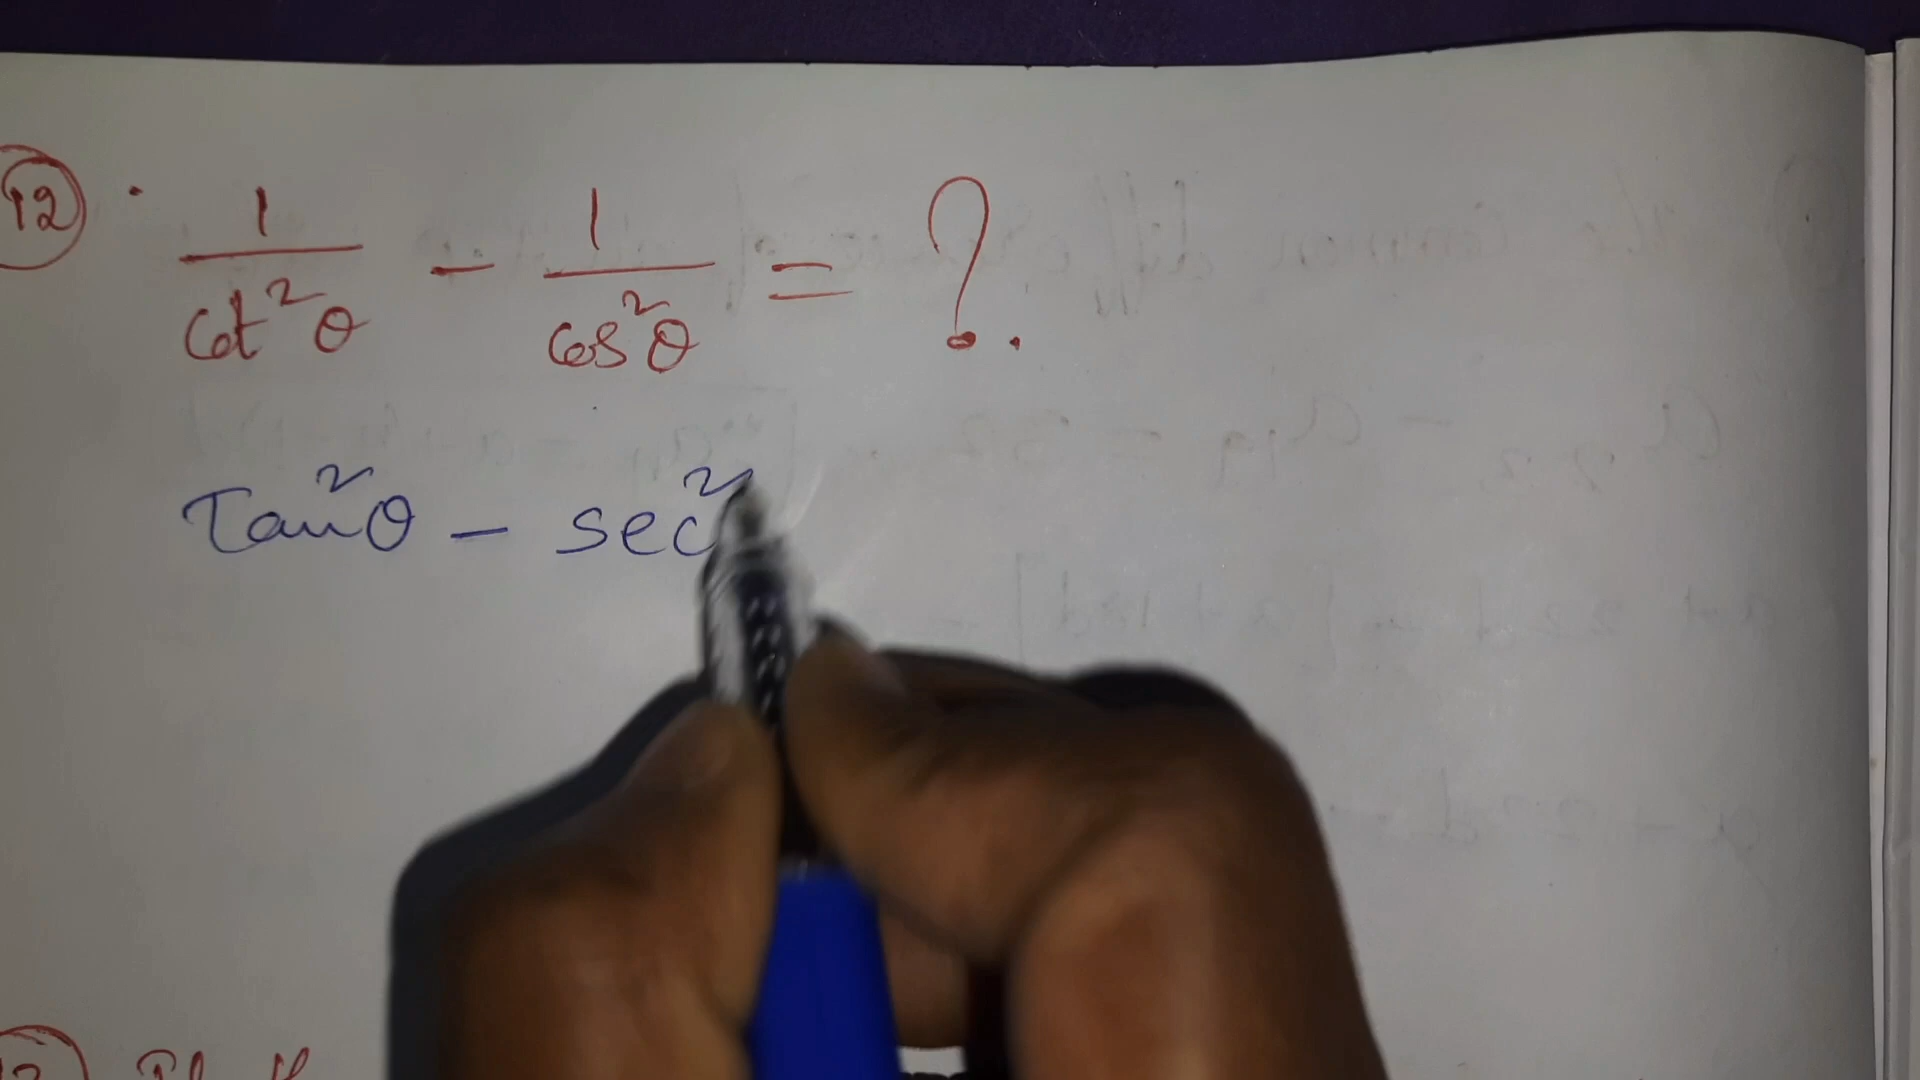 12. 1/cot²θ - 1/cos²θ = ?.
Tan²θ - sec²